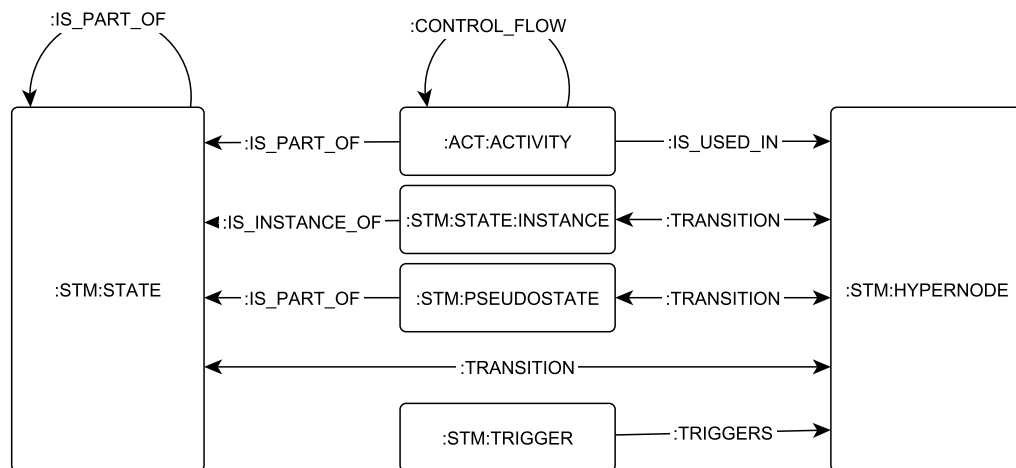 :IS_PART_OF
:CONTROL_FLOW
:IS_PART_OF
:ACT:ACTIVITY
:IS_USED_IN
:IS_INSTANCE_OF
:STM:STATE:INSTANCE
:TRANSITION
:STM:STATE
:IS_PART_OF
:STM:PSEUDOSTATE
:TRANSITION
:STM:HYPERNODE
:TRANSITION
:STM:TRIGGER
:TRIGGERS